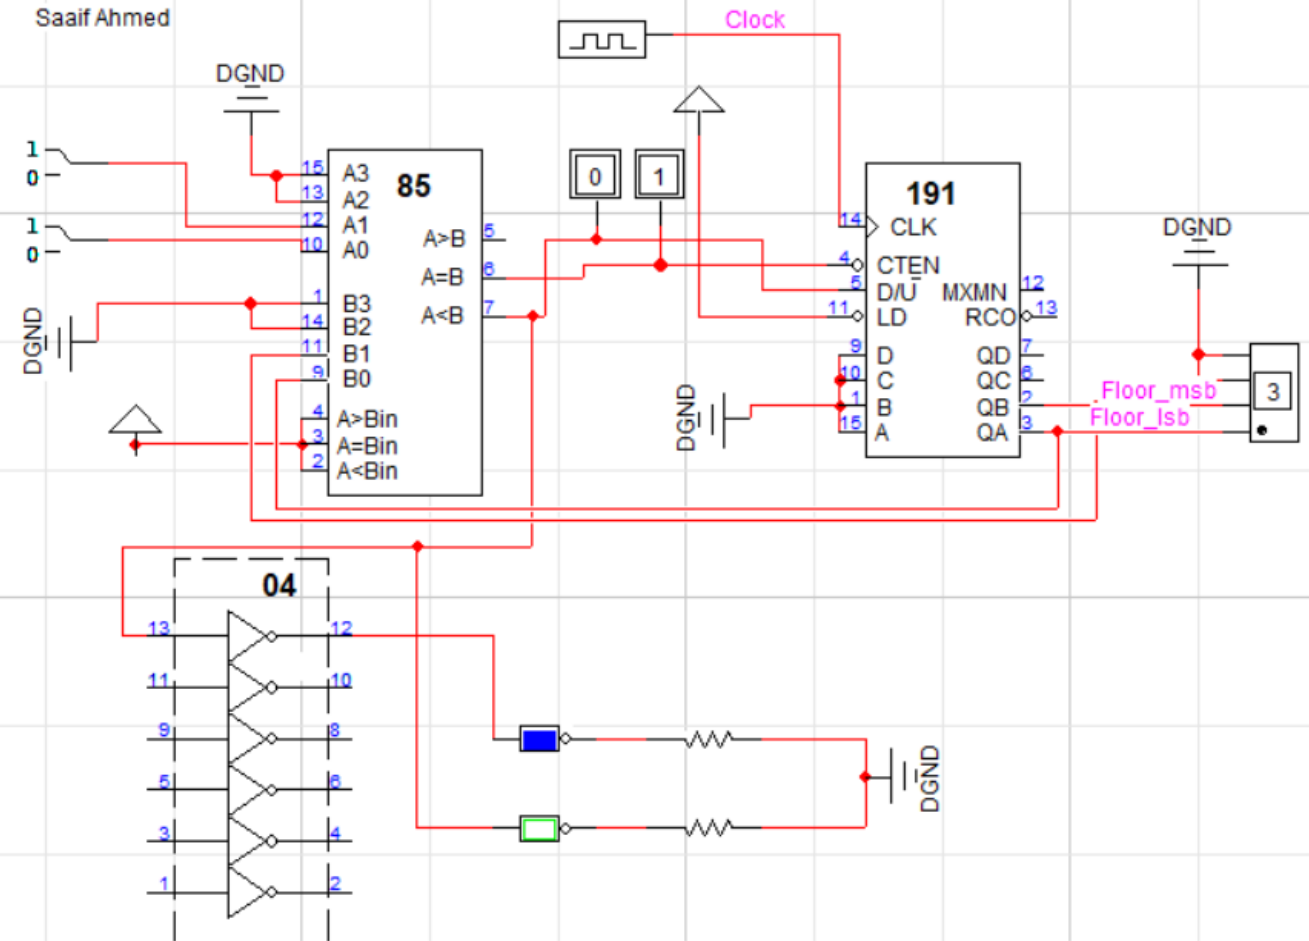 Saaif Ahmed
Clock
DGND
1
0
1
0
85
15 A3
13 A2
12 A1
10 A0
1 B3
14 B2
11 B1
9 B0
4 A>Bin
3 A=Bin
2 A<Bin
A>B 5
A=B 6
A<B 7
DGND
0
1
191
14 CLK
4 CTEN
5 D/U
11 LD
9 D
10 C
1 B
15 A
MXMN 12
RCO 13
QD 7
QC 6
QB 2
QA 3
DGND
DGND
Floor_msb
Floor_lsb
3
04
13 12
11 10
9 8
5 6
3 4
1 2
DGND